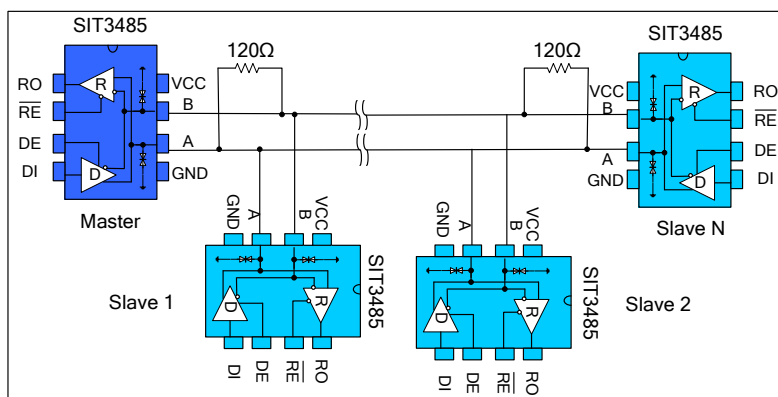 SIT3485
SIT3485
120Ω
120Ω
RO
R
VCC
RE
B
DE
A
DI
D
GND
Master
VCC
R
RO
B
RE
A
DE
GND
D
DI
Slave N
GND
A
B
VCC
D
R
SIT3485
Slave 1
DI
DE
RE
RO
GND
A
B
VCC
D
R
SIT3485
Slave 2
DI
DE
RE
RO